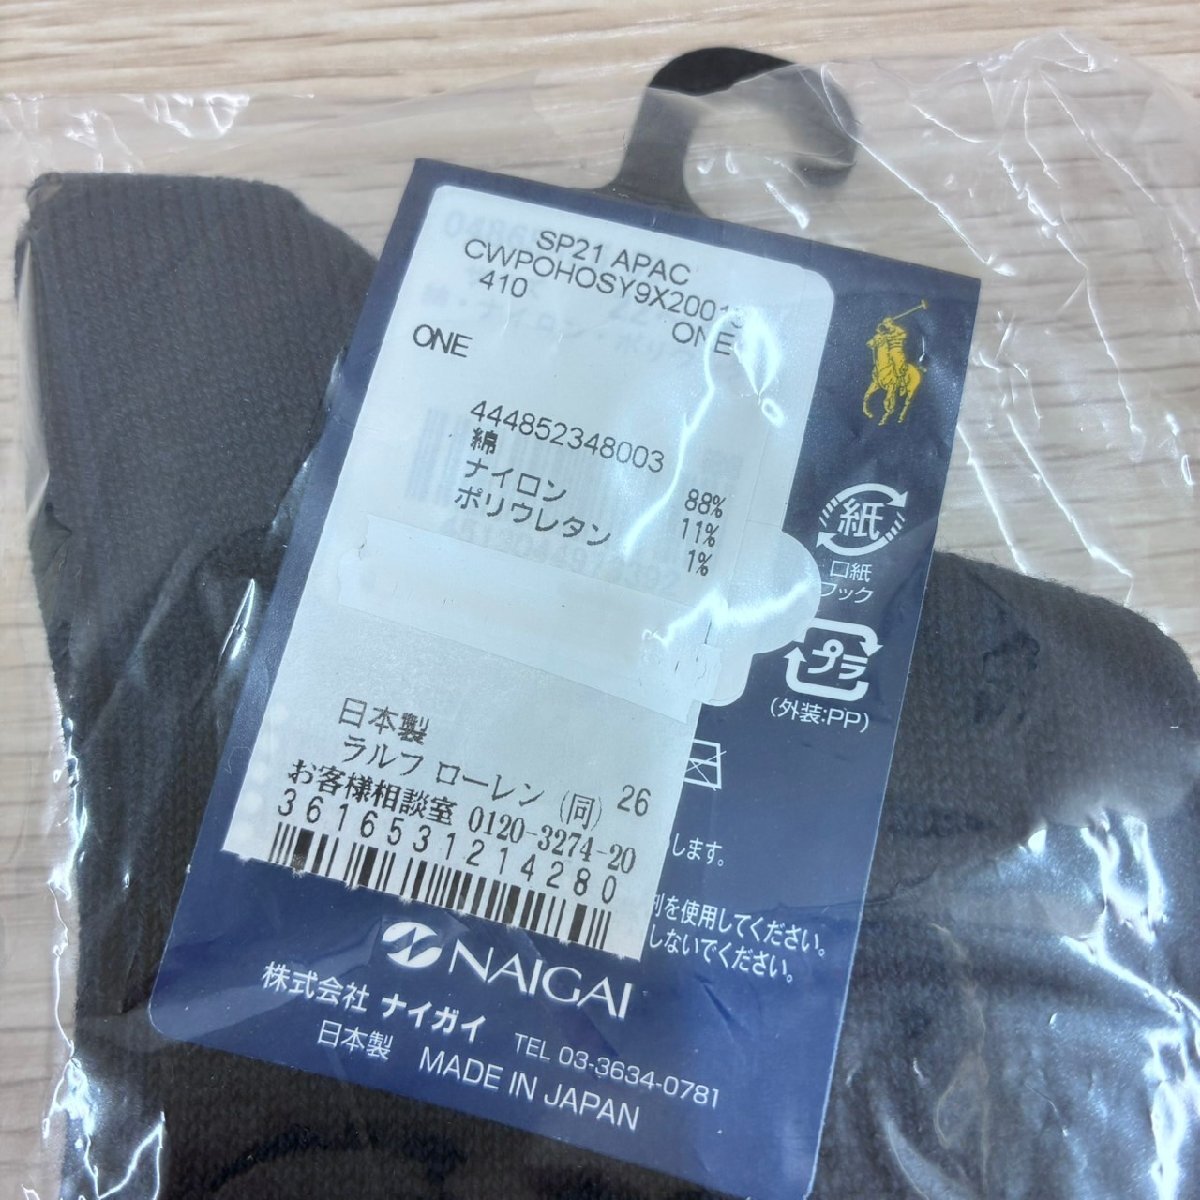 SP21 APAC
CWPOHOSY9X20013
410
ONE
ONE
444852348003
綿 88%
ナイロン 11%
ポリウレタン 1%
日本製
ラルフ ローレン (同) 26
お客様相談室 0120-3274-20
3616531214280
紙
口紙
フック
プラ
(外装:PP)
します。
剤を使用してください。
しないでください。
NAIGAI
株式会社 ナイガイ TEL 03-3634-0781
日本製 MADE IN JAPAN